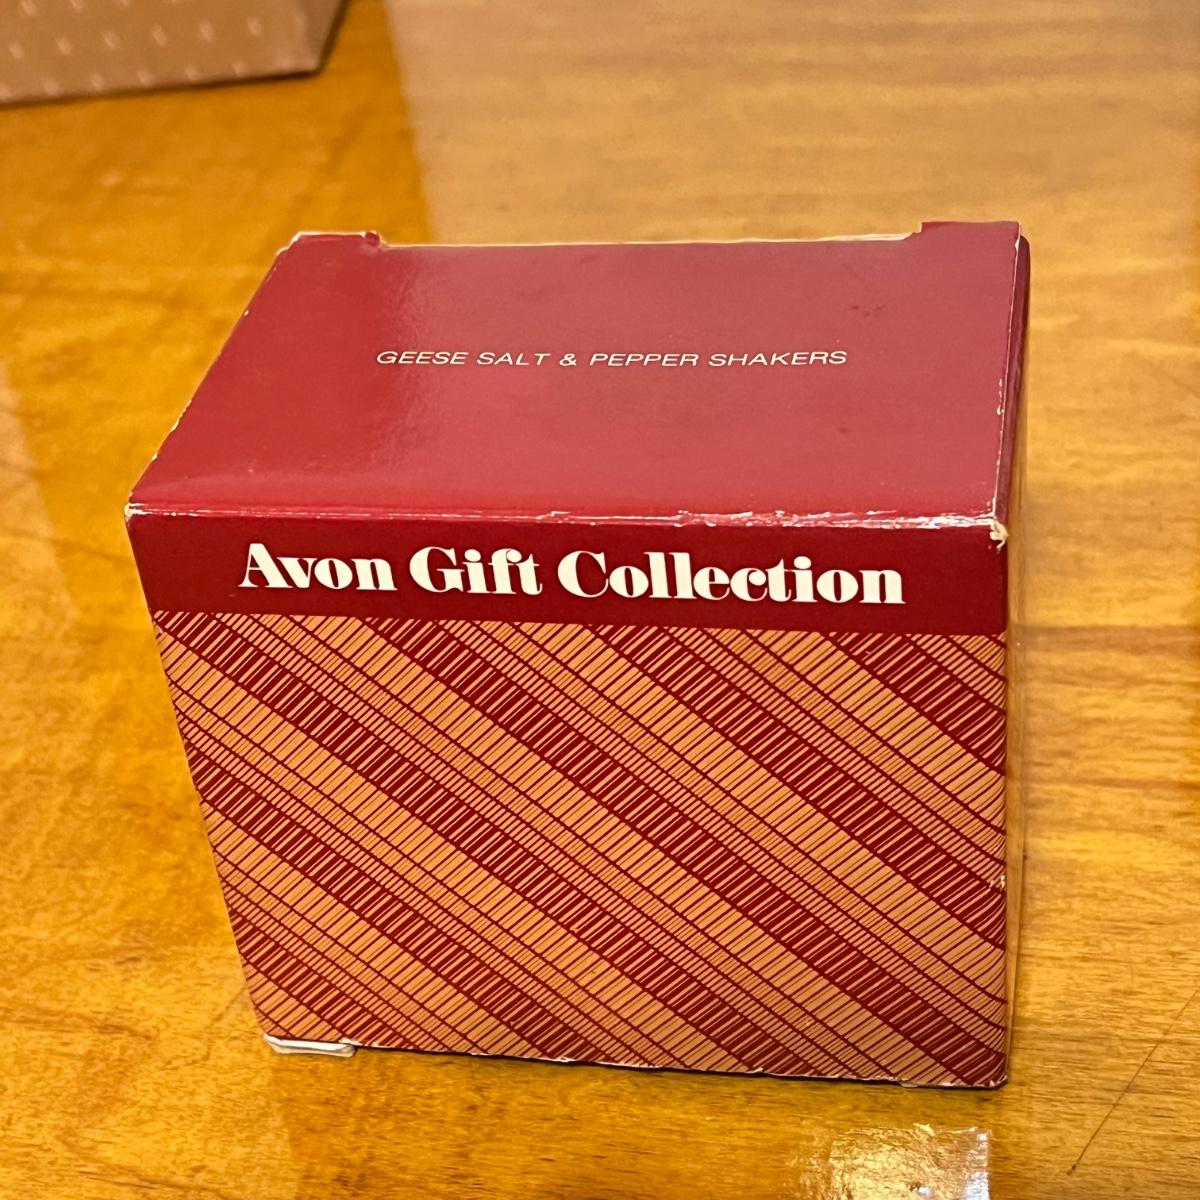 GEESE SALT & PEPPER SHAKERS
Avon Gift Collection